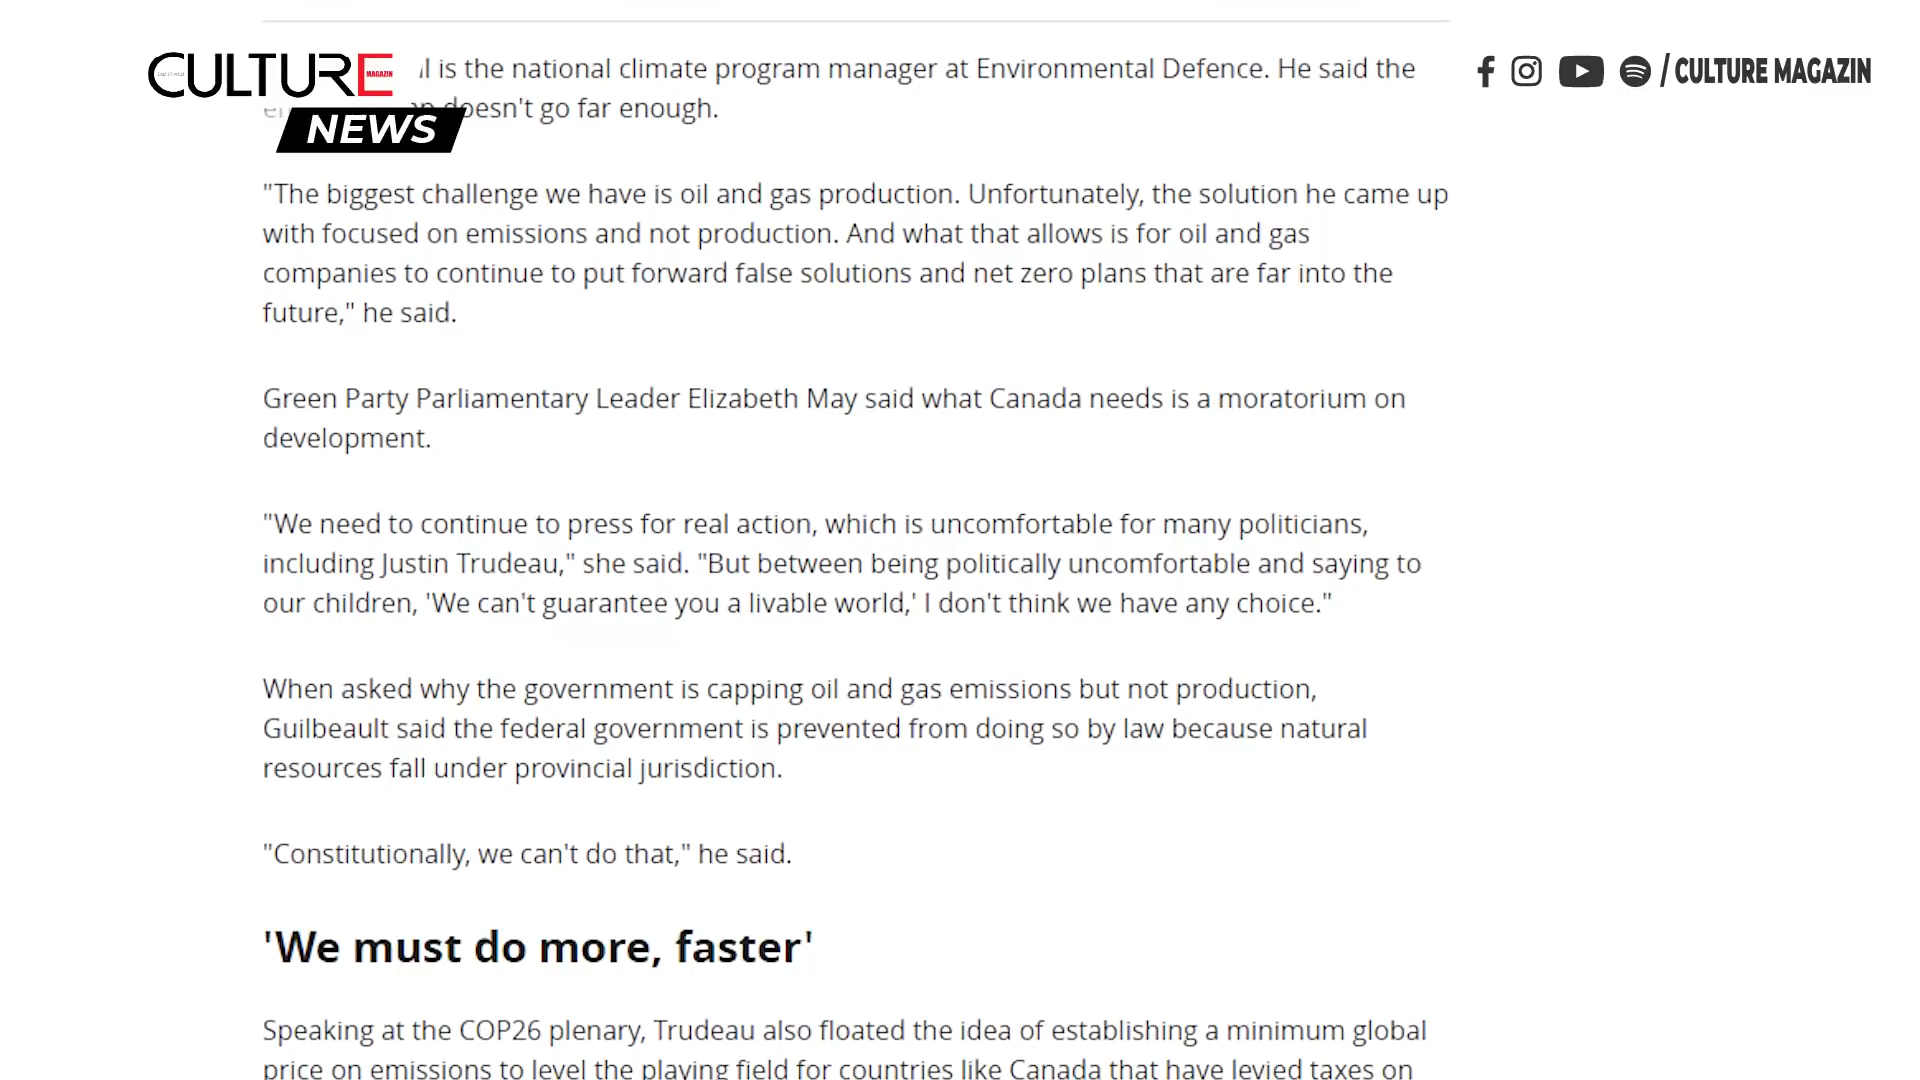 CULTURE MAGAZIN
NEWS
/ CULTURE MAGAZIN
is the national climate program manager at Environmental Defence. He said the
doesn't go far enough.
"The biggest challenge we have is oil and gas production. Unfortunately, the solution he came up
with focused on emissions and not production. And what that allows is for oil and gas
companies to continue to put forward false solutions and net zero plans that are far into the
future," he said.
Green Party Parliamentary Leader Elizabeth May said what Canada needs is a moratorium on
development.
"We need to continue to press for real action, which is uncomfortable for many politicians,
including Justin Trudeau," she said. "But between being politically uncomfortable and saying to
our children, 'We can't guarantee you a livable world,' I don't think we have any choice."
When asked why the government is capping oil and gas emissions but not production,
Guilbeault said the federal government is prevented from doing so by law because natural
resources fall under provincial jurisdiction.
"Constitutionally, we can't do that," he said.
'We must do more, faster'
Speaking at the COP26 plenary, Trudeau also floated the idea of establishing a minimum global
price on emissions to level the playing field for countries like Canada that have levied taxes on